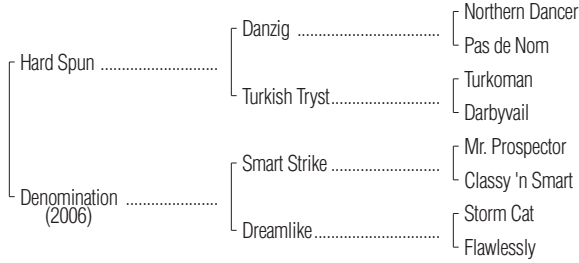 Northern Dancer
Danzig ..............................
Pas de Nom
Hard Spun ..........................
Turkoman
Turkish Tryst........................
Darbyvail
Mr. Prospector
Smart Strike ........................
Classy 'n Smart
Denomination ....................
(2006)
Storm Cat
Dreamlike............................
Flawlessly